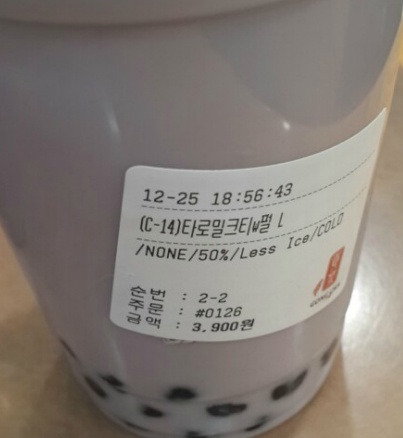 12-25 18:56:43
(C-14)타로밀크티w펄 L
/NONE/50%/Less Ice/COLD
순번 : 2-2
주문 : #0126
금액 : 3,900원